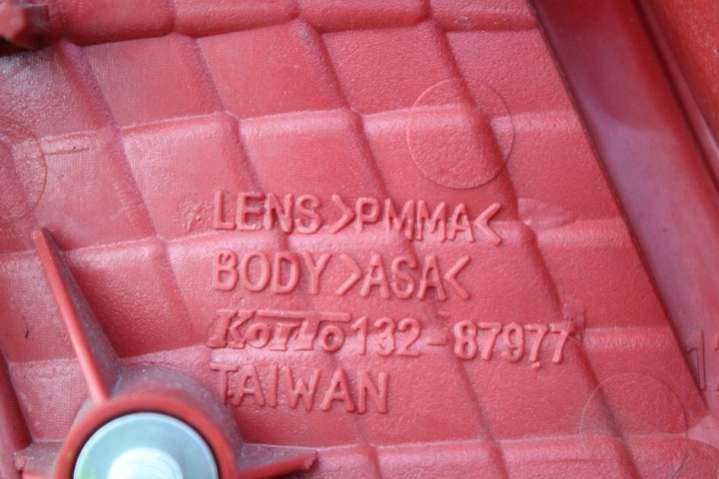 LENS>PMMA<
BODY>ASA<
Koito 132-87977
TAIWAN